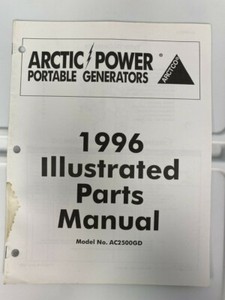 ARCTIC POWER
PORTABLE GENERATORS
ARCTCO
1996
Illustrated
Parts
Manual
Model No. AC2500GD